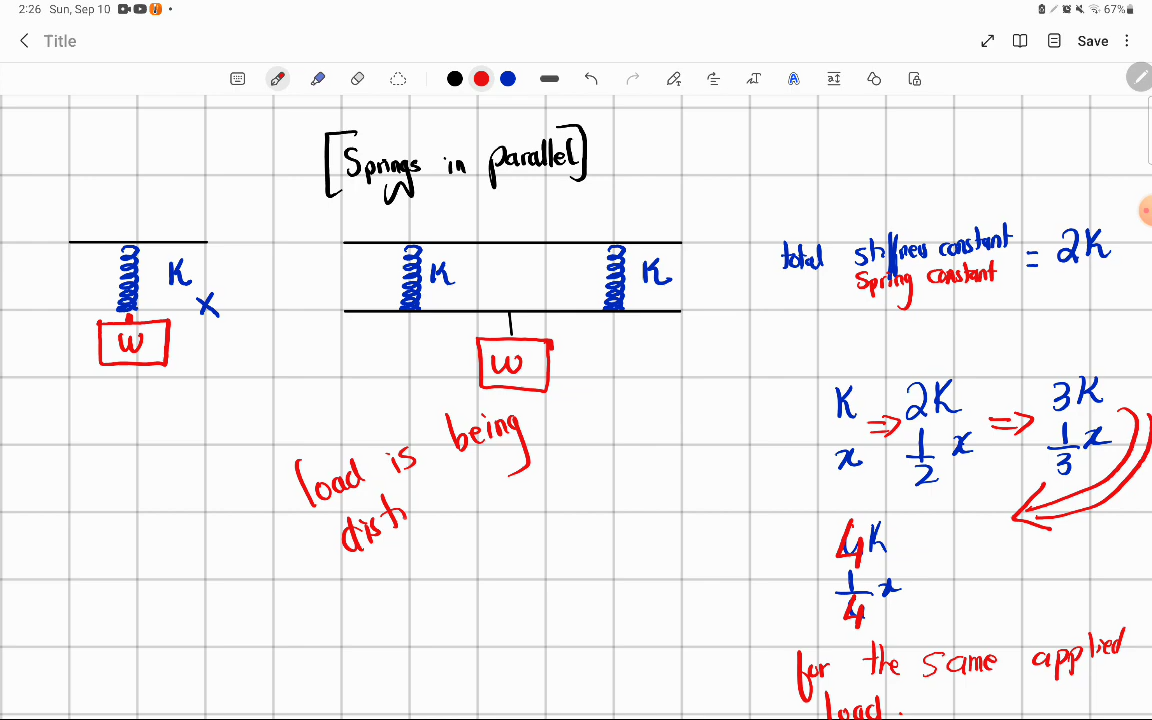 2:26 Sun, Sep 10
67%
Title
Save
[Springs in parallel]
K
x
W
K
K
W
total stiffness constant = 2K
Spring constant
K ⇒ 2K ⇒ 3K
x 1/2 x 1/3 x
4K
1/4 x
for the same applied
load.
load is being
dist